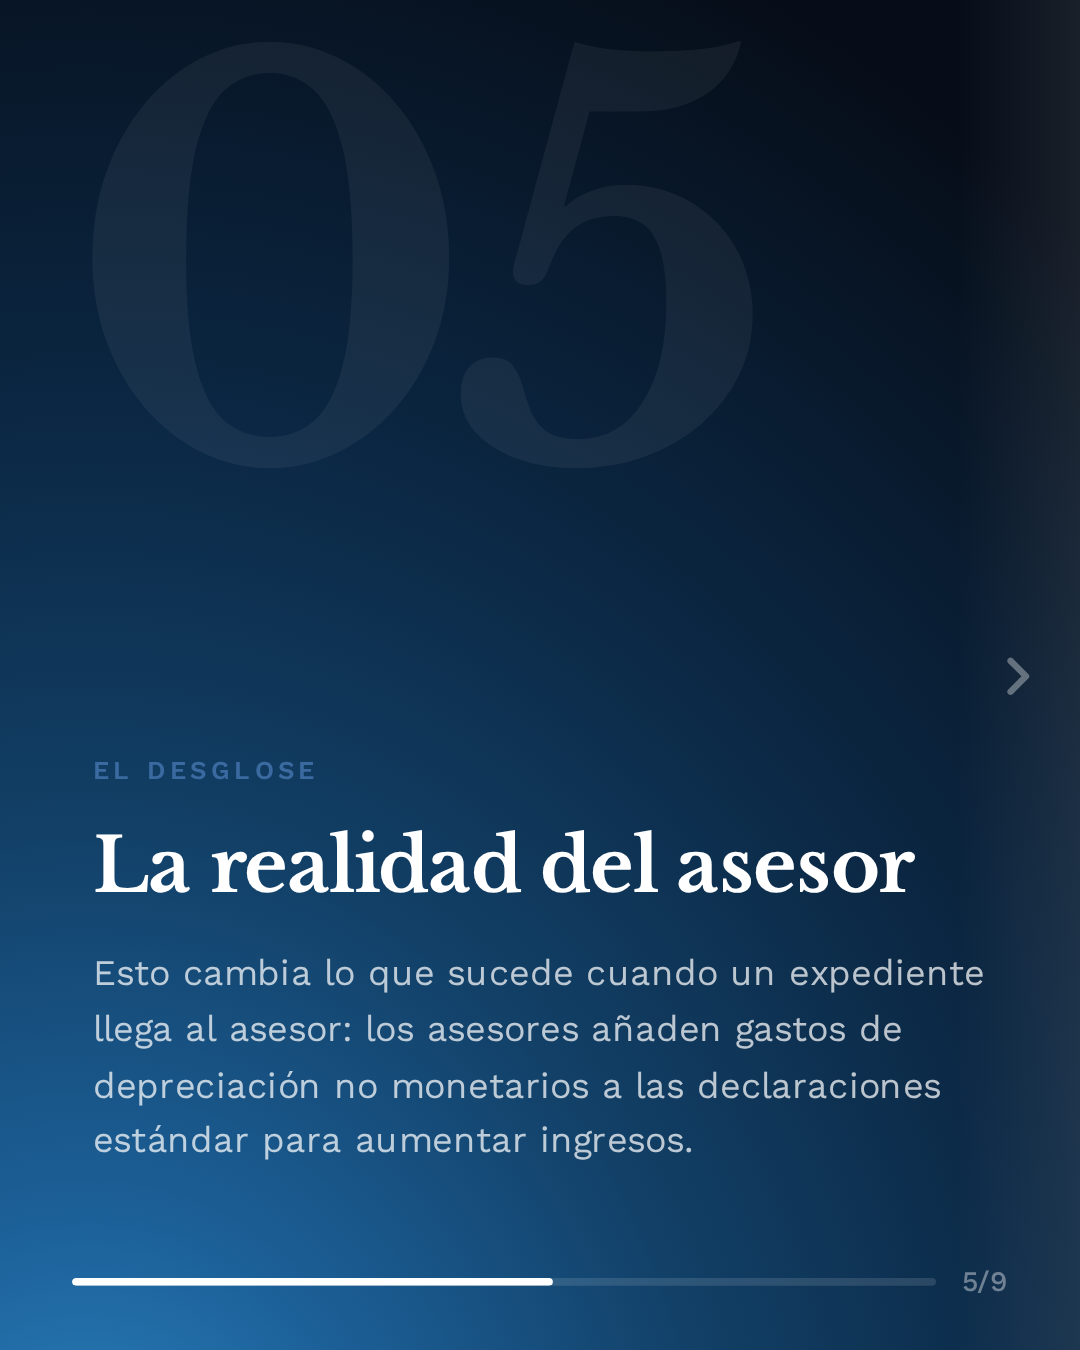 05
EL DESGLOSE
La realidad del asesor
Esto cambia lo que sucede cuando un expediente
llega al asesor: los asesores añaden gastos de
depreciación no monetarios a las declaraciones
estándar para aumentar ingresos.
5/9